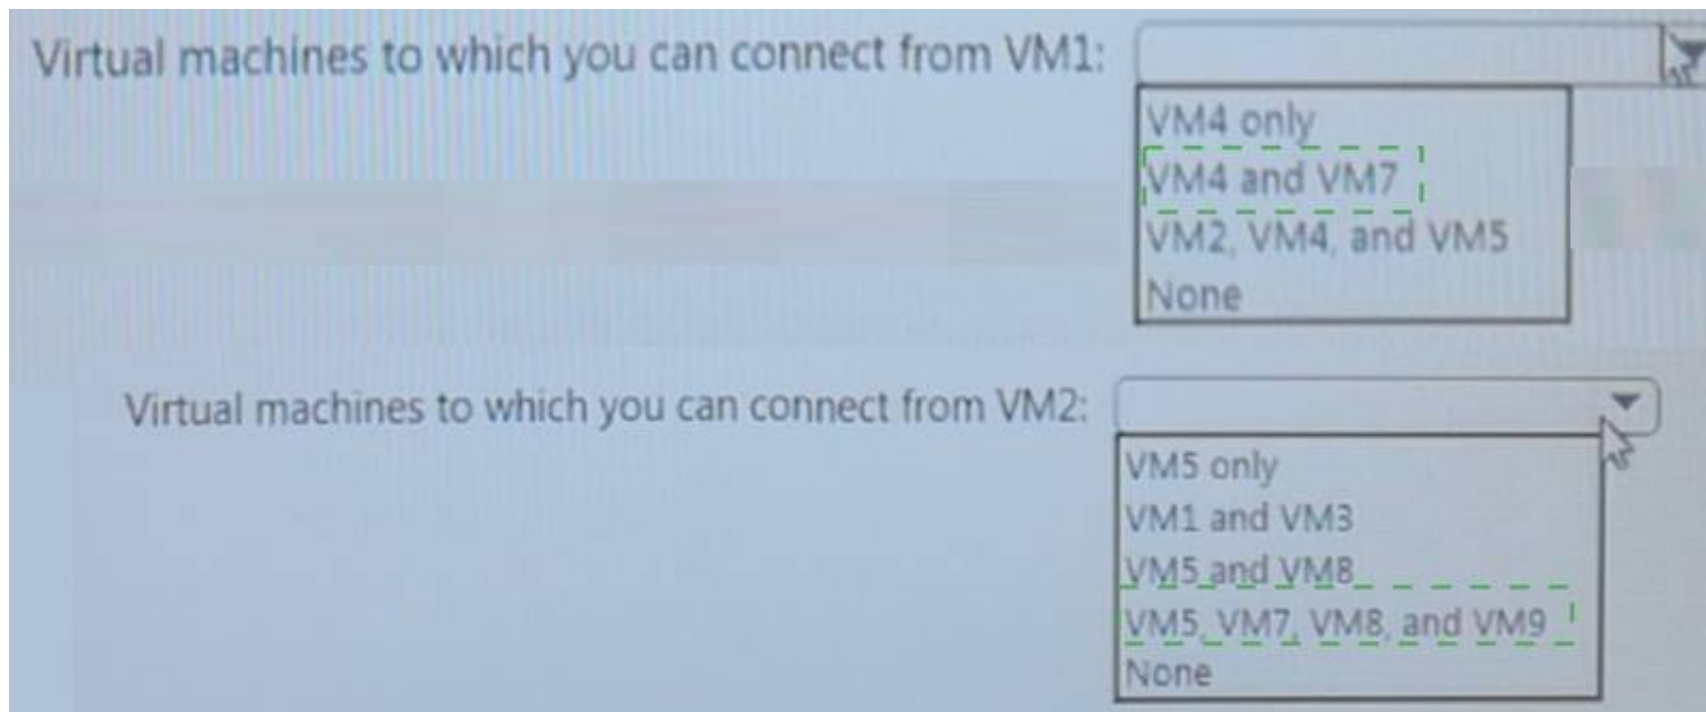 Virtual machines to which you can connect from VM1:
VM4 only
VM4 and VM7
VM2, VM4, and VM5
None
Virtual machines to which you can connect from VM2:
VM5 only
VM1 and VM3
VM5 and VM8
VM5, VM7, VM8, and VM9
None